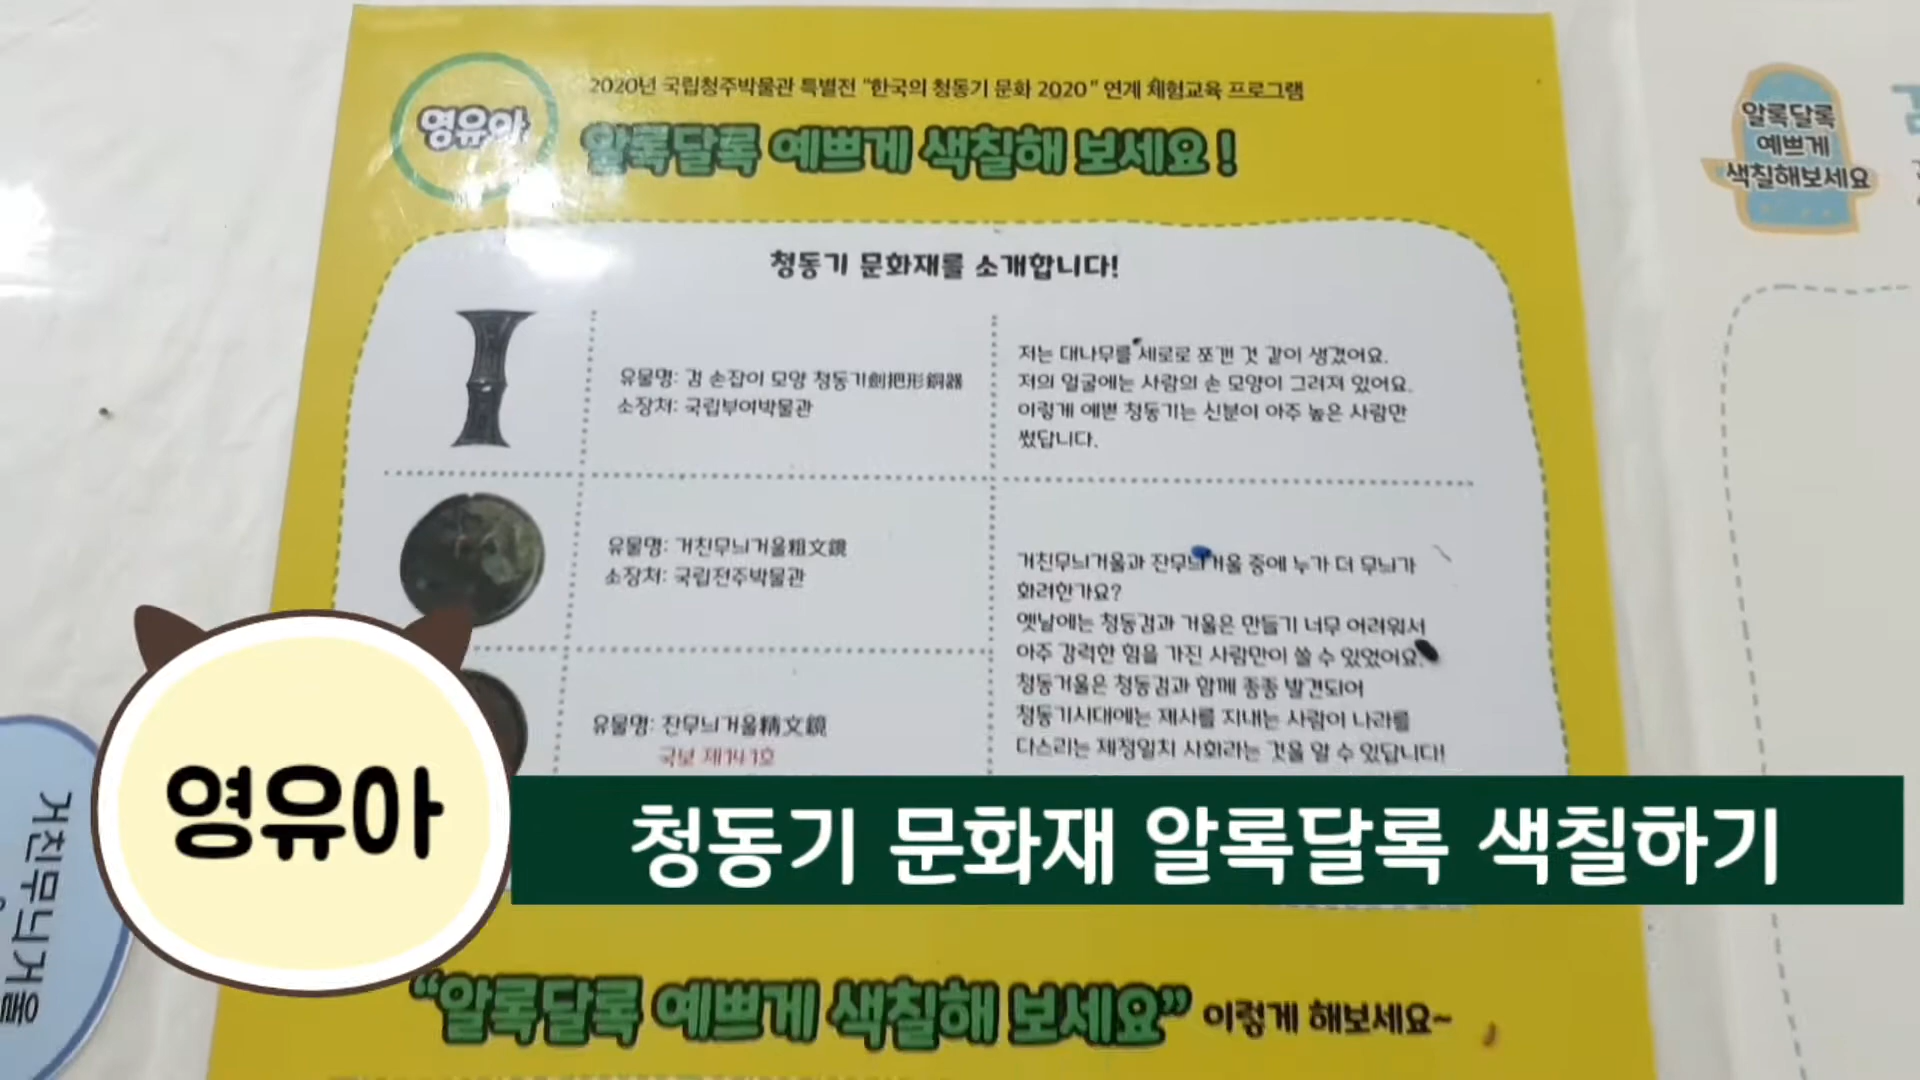 영유아
2020년 국립청주박물관 특별전 "한국의 청동기 문화 2020" 연계 체험교육 프로그램
알록달록 예쁘게 색칠해 보세요!
청동기 문화재를 소개합니다!
유물명: 검 손잡이 모양 청동기劍把形銅器
소장처: 국립부여박물관
저는 대나무를 세로로 쪼갠 것 같이 생겼어요.
저의 얼굴에는 사람의 손 모양이 그려져 있어요.
이렇게 예쁜 청동기는 신분이 아주 높은 사람만
썼답니다.
유물명: 거친무늬거울粗文鏡
소장처: 국립전주박물관
유물명: 잔무늬거울精文鏡
국보 제141호
거친무늬거울과 잔무늬거울 중에 누가 더 무늬가
화려한가요?
옛날에는 청동검과 거울은 만들기 너무 어려워서
아주 강력한 힘을 가진 사람만이 쓸 수 있었어요.
청동거울은 청동검과 함께 종종 발견되어
청동기시대에는 제사를 지내는 사람이 나라를
다스리는 제정일치 사회라는 것을 알 수 있답니다!
"알록달록 예쁘게 색칠해 보세요" 이렇게 해보세요~
알록달록
예쁘게
색칠해보세요
거친무늬거울
영유아
청동기 문화재 알록달록 색칠하기